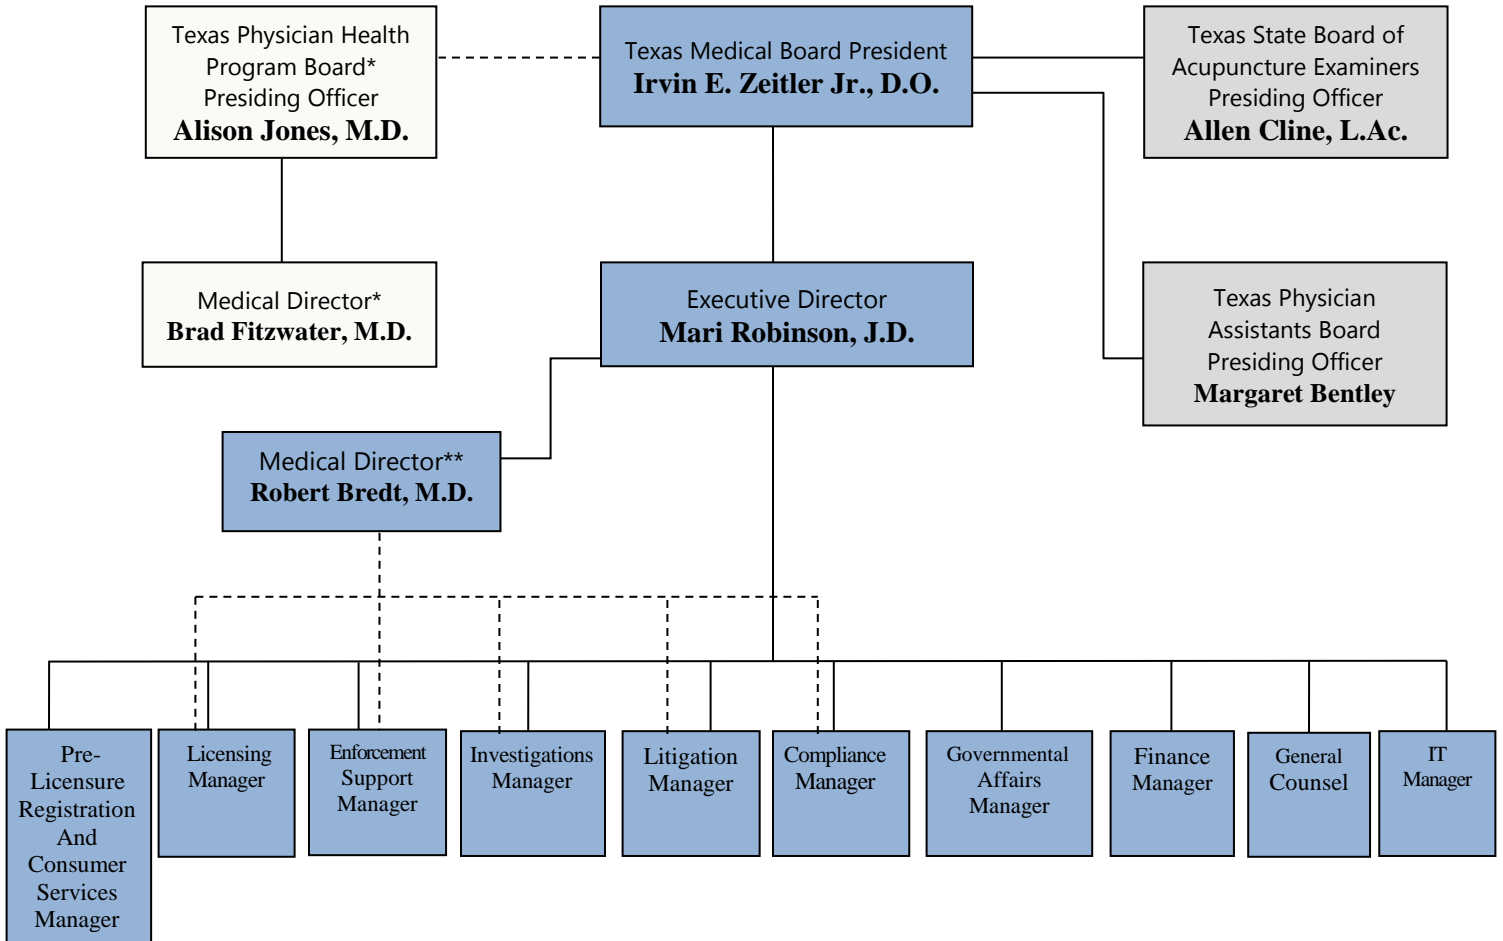 Texas Physician Health
Program Board*
Presiding Officer
Alison Jones, M.D.
Texas Medical Board President
Irvin E. Zeitler Jr., D.O.
Texas State Board of
Acupuncture Examiners
Presiding Officer
Allen Cline, L.Ac.
Medical Director*
Brad Fitzwater, M.D.
Executive Director
Mari Robinson, J.D.
Texas Physician
Assistants Board
Presiding Officer
Margaret Bentley
Medical Director**
Robert Bredt, M.D.
Pre-
Licensure
Registration
And
Consumer
Services
Manager
Licensing
Manager
Enforcement
Support
Manager
Investigations
Manager
Litigation
Manager
Compliance
Manager
Governmental
Affairs
Manager
Finance
Manager
General
Counsel
IT
Manager